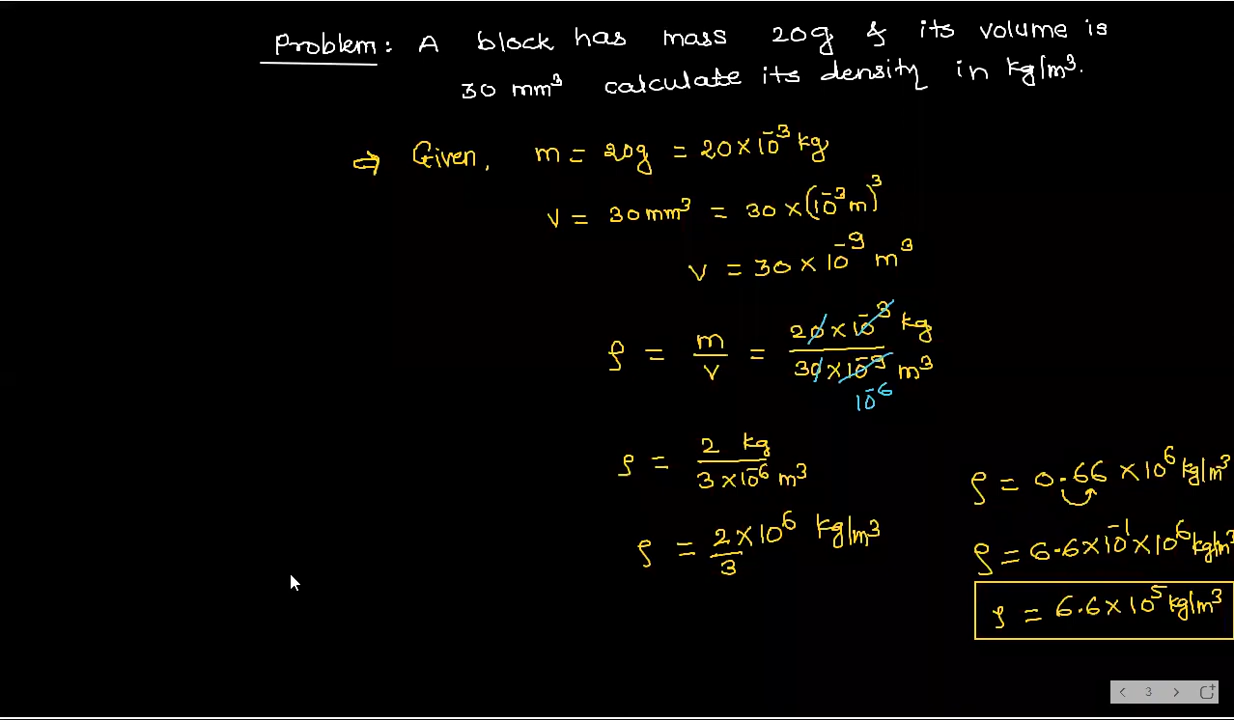 Problem: A block has mass 20g & its volume is
30 mm³ calculate its density in kg/m³.
⇒ Given, m = 20g = 20 × 10⁻³ kg
V = 30 mm³ = 30 × (10⁻³ m)³
V = 30 × 10⁻⁹ m³
ρ = m/V = 20 × 10⁻³ kg / 30 × 10⁻⁹ m³
10⁻⁶
ρ = 2 kg / 3 × 10⁻⁶ m³
ρ = 2/3 × 10⁶ kg/m³
ρ = 0.66 × 10⁶ kg/m³
ρ = 6.6 × 10⁻¹ × 10⁶ kg/m³
ρ = 6.6 × 10⁵ kg/m³
3